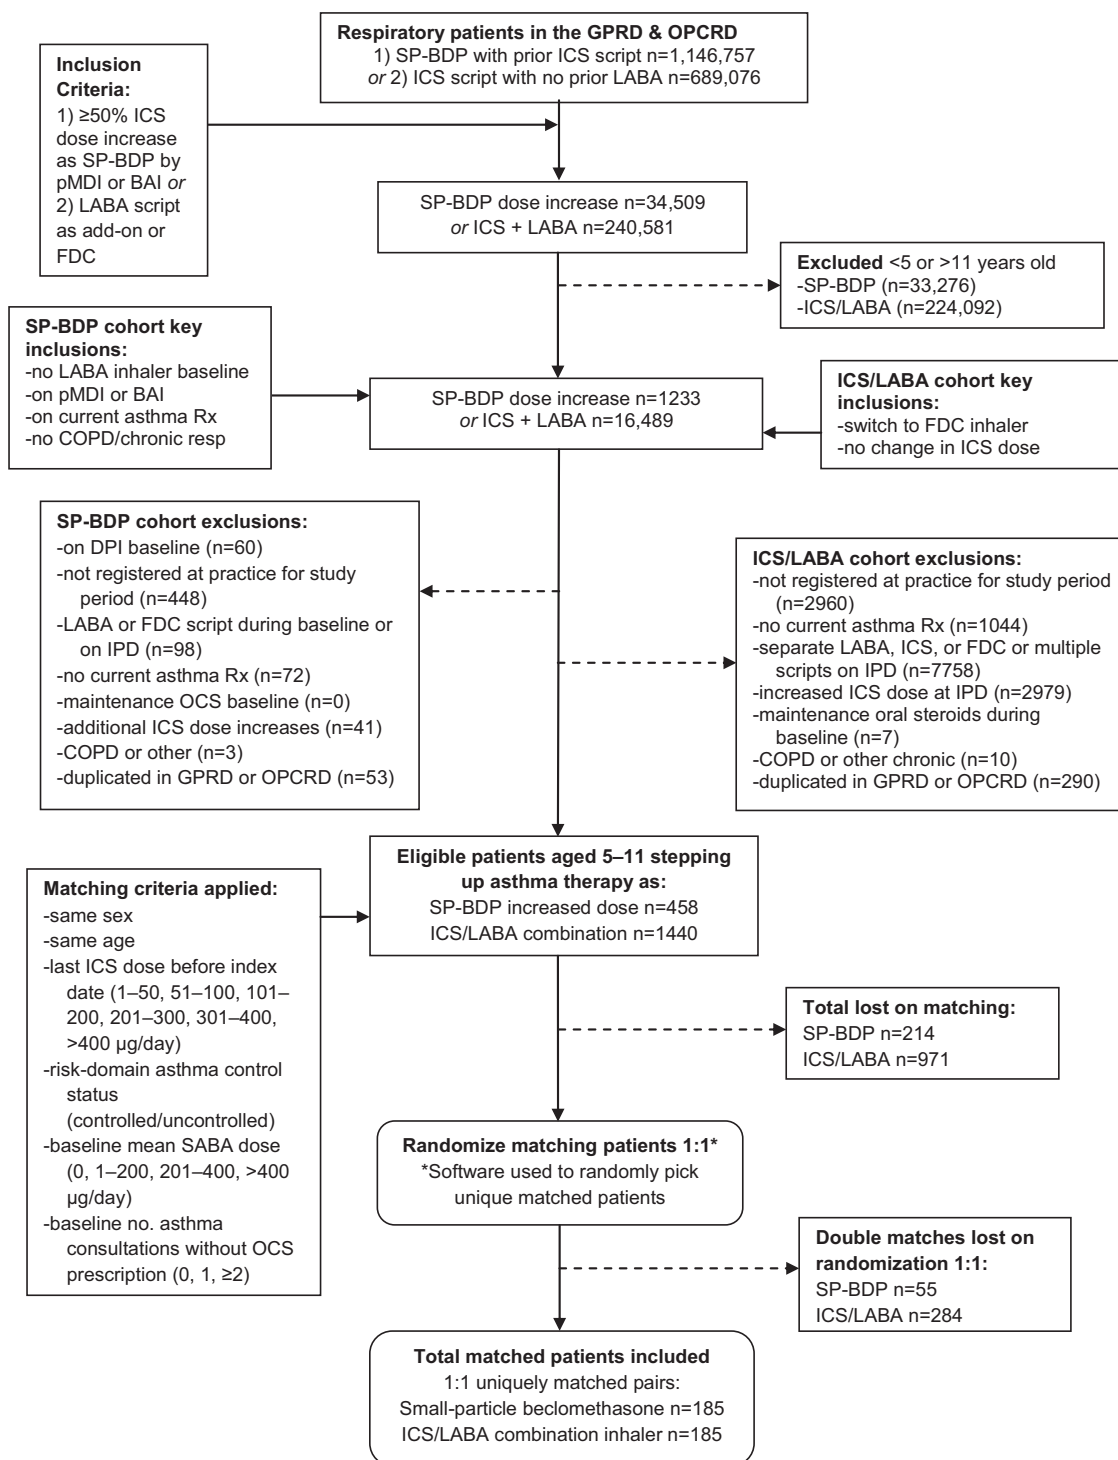 Respiratory patients in the GPRD & OPCRD
1) SP-BDP with prior ICS script n=1,146,757
or 2) ICS script with no prior LABA n=689,076
Inclusion
Criteria:
1) ≥50% ICS
dose increase
as SP-BDP by
pMDI or BAI or
2) LABA script
as add-on or
FDC
SP-BDP dose increase n=34,509
or ICS + LABA n=240,581
Excluded <5 or >11 years old
-SP-BDP (n=33,276)
-ICS/LABA (n=224,092)
SP-BDP cohort key
inclusions:
-no LABA inhaler baseline
-on pMDI or BAI
-on current asthma Rx
-no COPD/chronic resp
SP-BDP dose increase n=1233
or ICS + LABA n=16,489
ICS/LABA cohort key
inclusions:
-switch to FDC inhaler
-no change in ICS dose
SP-BDP cohort exclusions:
-on DPI baseline (n=60)
-not registered at practice for study
period (n=448)
-LABA or FDC script during baseline or
on IPD (n=98)
-no current asthma Rx (n=72)
-maintenance OCS baseline (n=0)
-additional ICS dose increases (n=41)
-COPD or other (n=3)
-duplicated in GPRD or OPCRD (n=53)
ICS/LABA cohort exclusions:
-not registered at practice for study period
(n=2960)
-no current asthma Rx (n=1044)
-separate LABA, ICS, or FDC or multiple
scripts on IPD (n=7758)
-increased ICS dose at IPD (n=2979)
-maintenance oral steroids during
baseline (n=7)
-COPD or other chronic (n=10)
-duplicated in GPRD or OPCRD (n=290)
Eligible patients aged 5–11 stepping
up asthma therapy as:
SP-BDP increased dose n=458
ICS/LABA combination n=1440
Matching criteria applied:
-same sex
-same age
-last ICS dose before index
date (1–50, 51–100, 101–
200, 201–300, 301–400,
>400 µg/day)
-risk-domain asthma control
status
(controlled/uncontrolled)
-baseline mean SABA dose
(0, 1–200, 201–400, >400
µg/day)
-baseline no. asthma
consultations without OCS
prescription (0, 1, ≥2)
Total lost on matching:
SP-BDP n=214
ICS/LABA n=971
Randomize matching patients 1:1*
*Software used to randomly pick
unique matched patients
Double matches lost on
randomization 1:1:
SP-BDP n=55
ICS/LABA n=284
Total matched patients included
1:1 uniquely matched pairs:
Small-particle beclomethasone n=185
ICS/LABA combination inhaler n=185